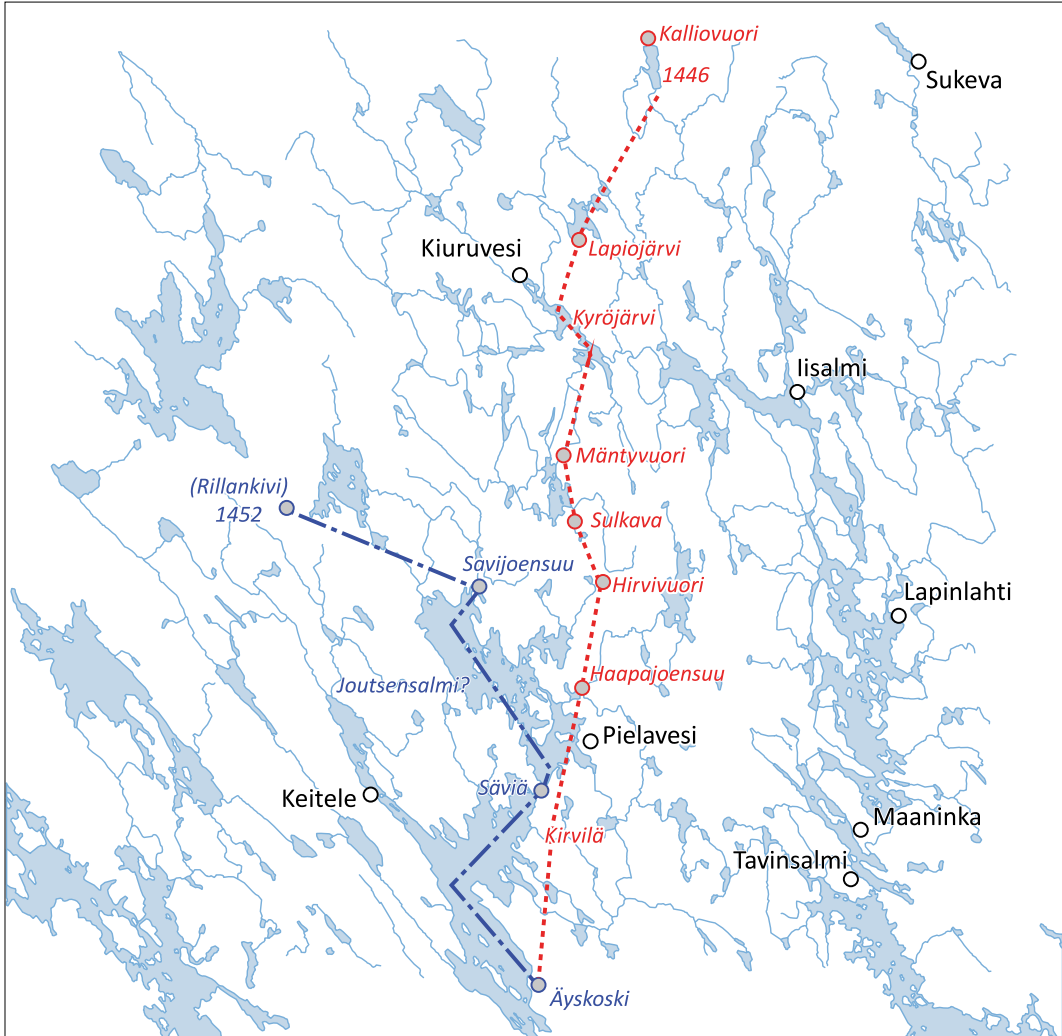 Kalliovuori
1446
Sukeva
Kiuruvesi
Lapiojärvi
Kyröjärvi
Iisalmi
Mäntyvuori
(Rillankivi)
1452
Sulkava
Savijoensuu
Hirvivuori
Lapinlahti
Joutsensalmi?
Haapajoensuu
Pielavesi
Säviä
Keitele
Kirvilä
Maaninka
Tavinsalmi
Äyskoski